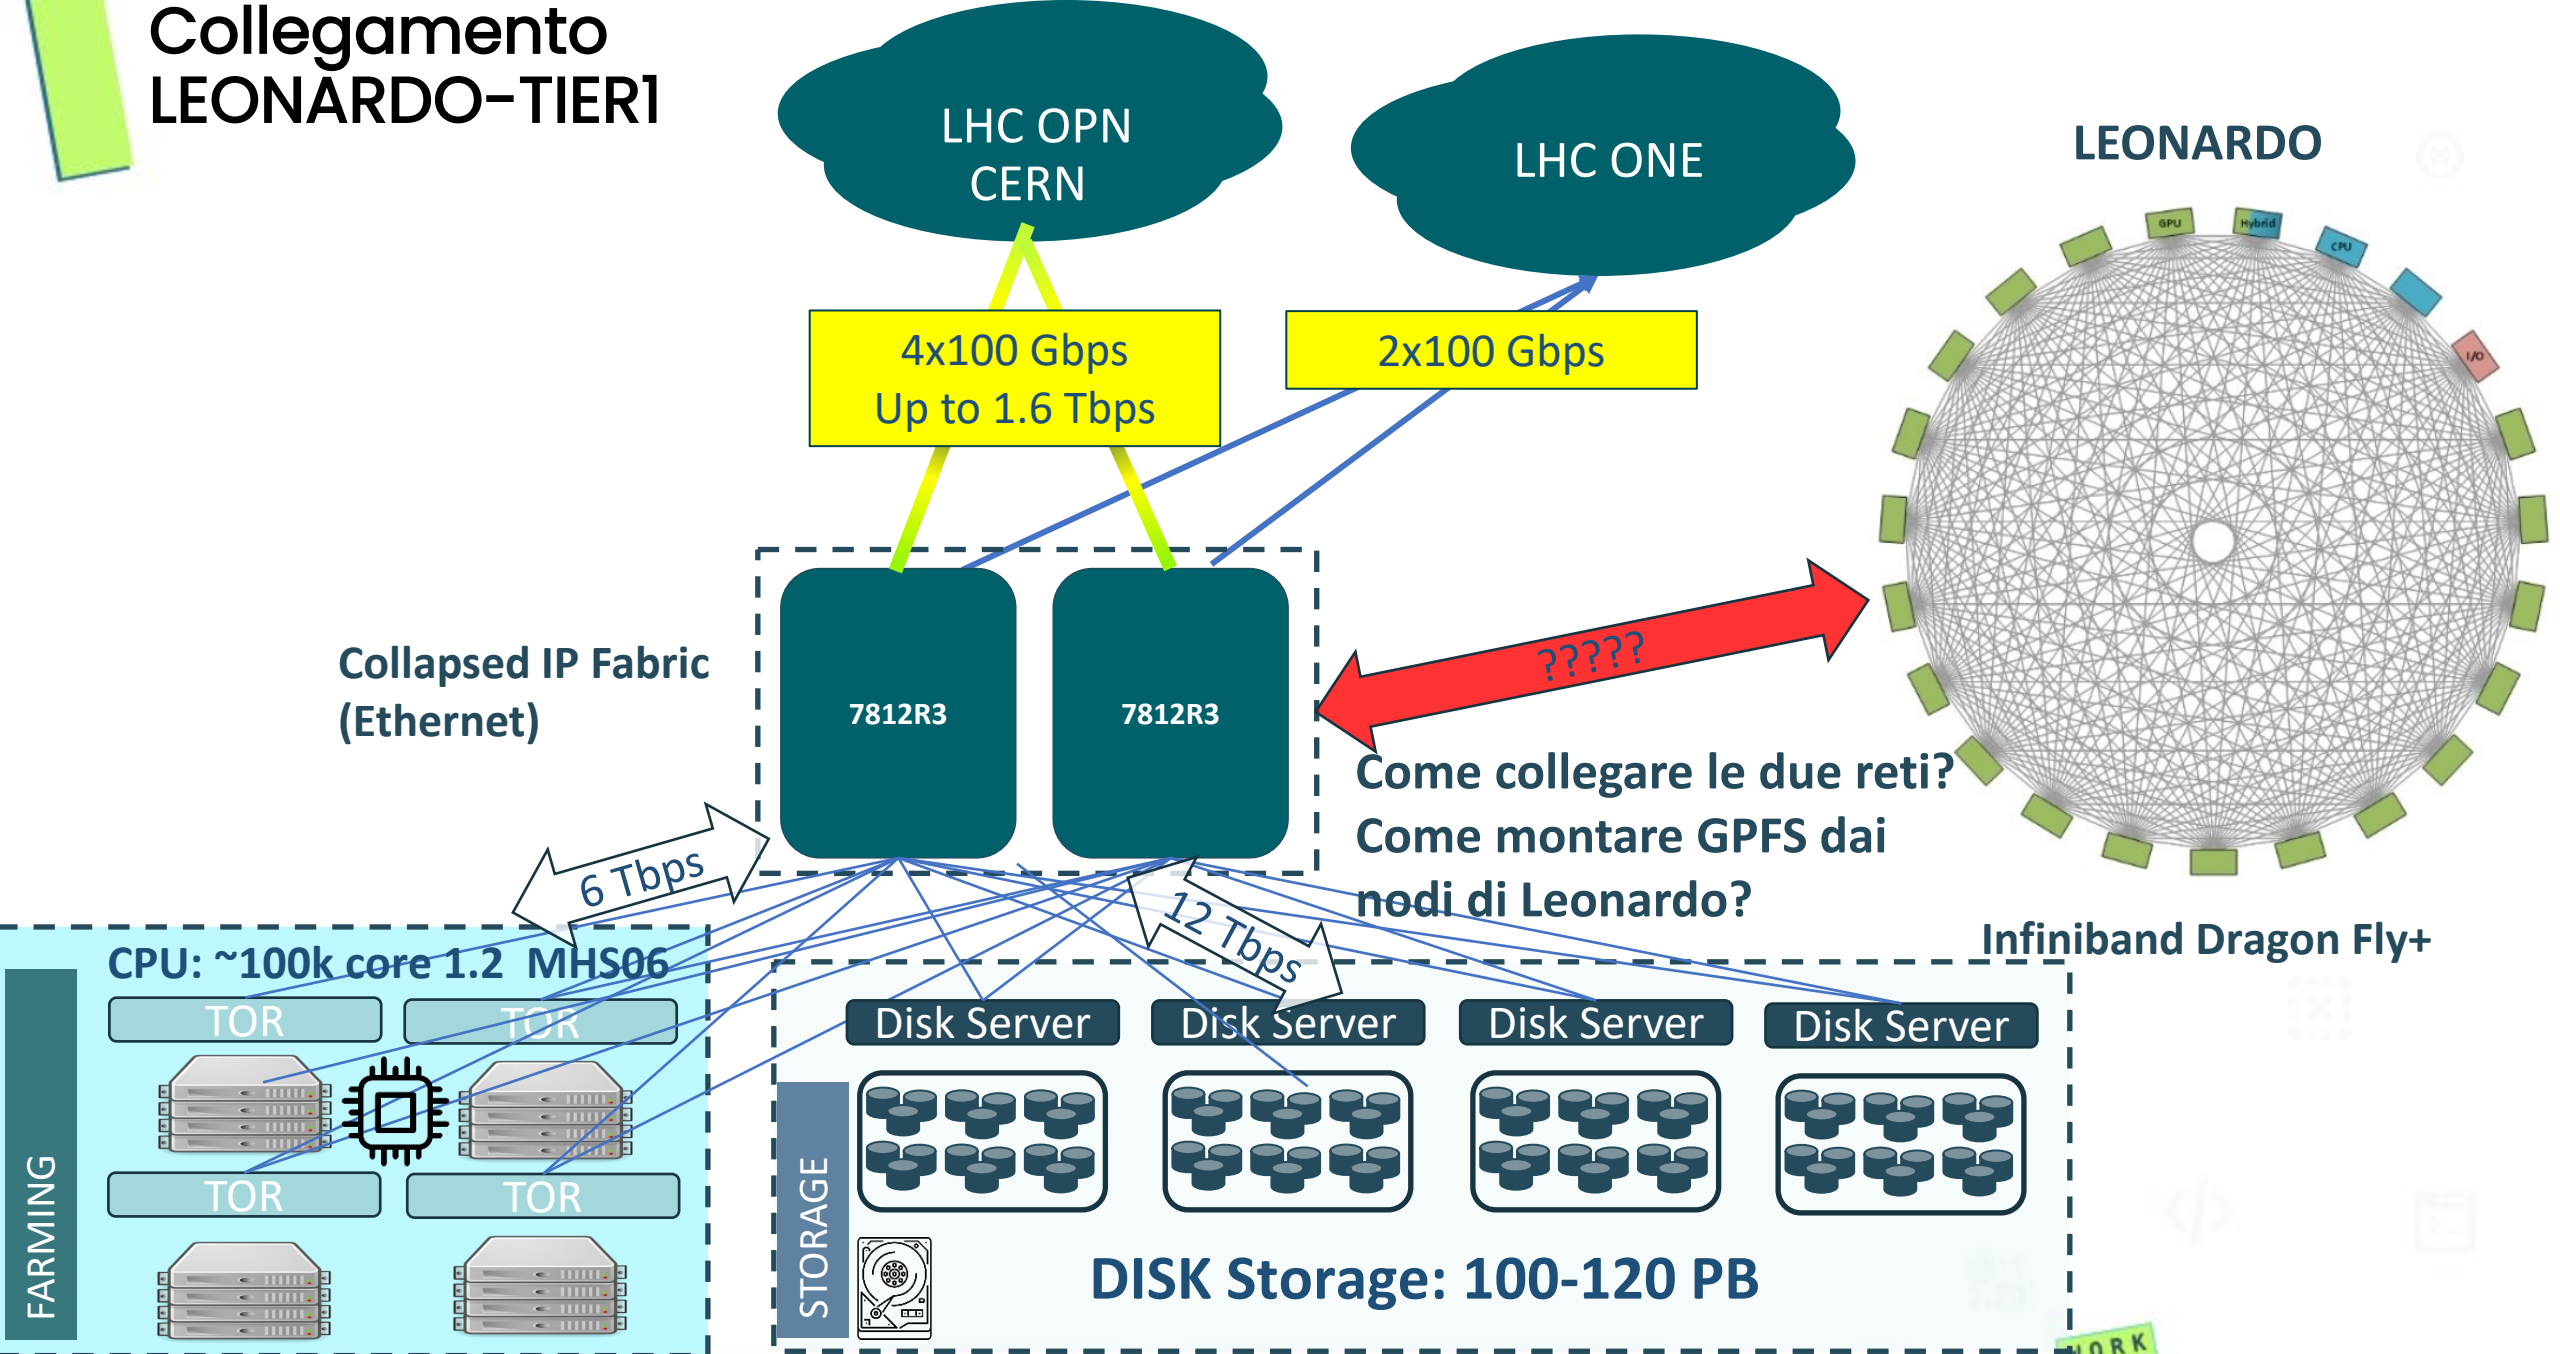 Collegamento
LEONARDO-TIER1
LHC OPN
CERN
LHC ONE
LEONARDO
GPU
Hybrid
CPU
I/O
4x100 Gbps
Up to 1.6 Tbps
2x100 Gbps
Collapsed IP Fabric
(Ethernet)
7812R3
7812R3
?????
Come collegare le due reti?
Come montare GPFS dai
nodi di Leonardo?
Infiniband Dragon Fly+
6 Tbps
12 Tbps
CPU: ~100k core 1.2 MHS06
FARMING
TOR
TOR
TOR
TOR
STORAGE
Disk Server
Disk Server
Disk Server
Disk Server
DISK Storage: 100-120 PB